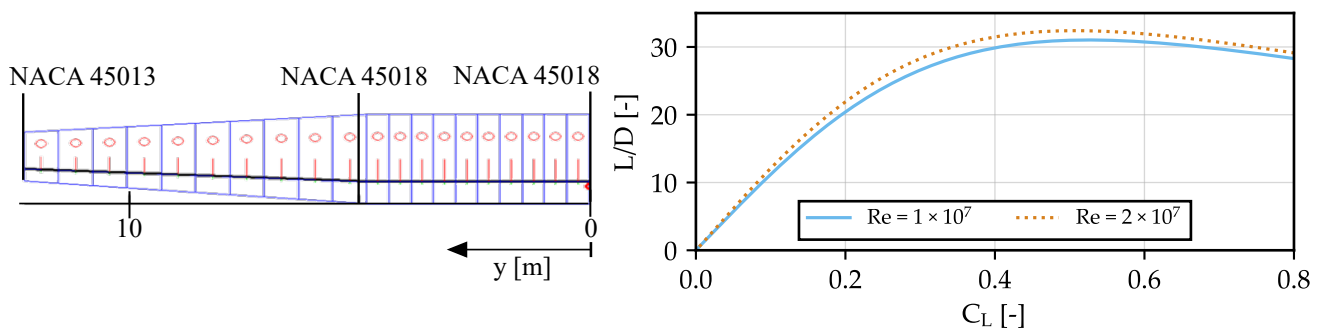 NACA 45013
NACA 45018
NACA 45018
10
0
y [m]
L/D [-]
30
20
10
0
Re = 1 × 10⁷
Re = 2 × 10⁷
0.0
0.2
0.4
0.6
0.8
C_L [-]